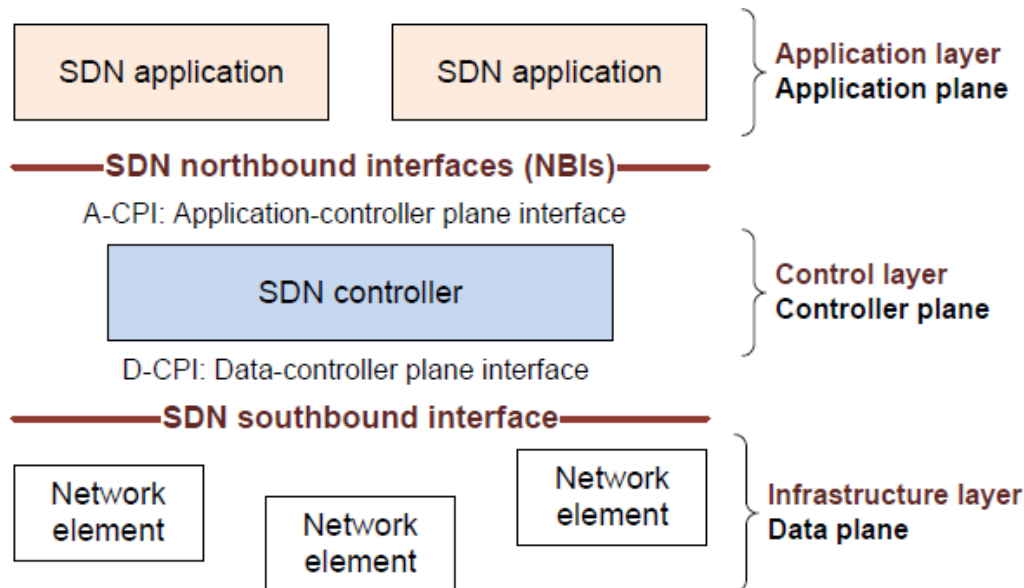 SDN application
SDN application
Application layer
Application plane
SDN northbound interfaces (NBIs)
A-CPI: Application-controller plane interface
SDN controller
Control layer
Controller plane
D-CPI: Data-controller plane interface
SDN southbound interface
Network
element
Network
element
Network
element
Infrastructure layer
Data plane